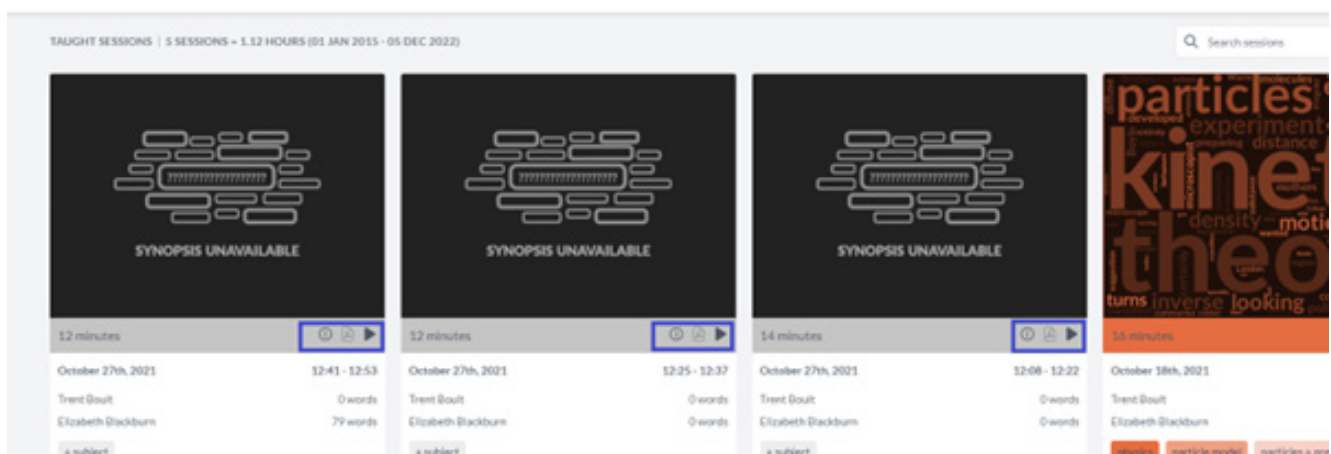 TAUGHT SESSIONS | 5 SESSIONS = 1.12 HOURS (01 JAN 2015 - 05 DEC 2022)
Search sessions
SYNOPSIS UNAVAILABLE
12 minutes
October 27th, 2021 12:41 - 12:53
Trent Boult 0 words
Elizabeth Blackburn 79 words
+ subject
SYNOPSIS UNAVAILABLE
12 minutes
October 27th, 2021 12:25 - 12:37
Trent Boult 0 words
Elizabeth Blackburn 0 words
SYNOPSIS UNAVAILABLE
14 minutes
October 27th, 2021 12:08 - 12:22
Trent Boult 0 words
Elizabeth Blackburn 0 words
particles
developed
experiment
preparing distance
kinet
mothers
density motio
theo
turns inverse looking
16 minutes
October 18th, 2021
Trent Boult
Elizabeth Blackburn
physics particle model